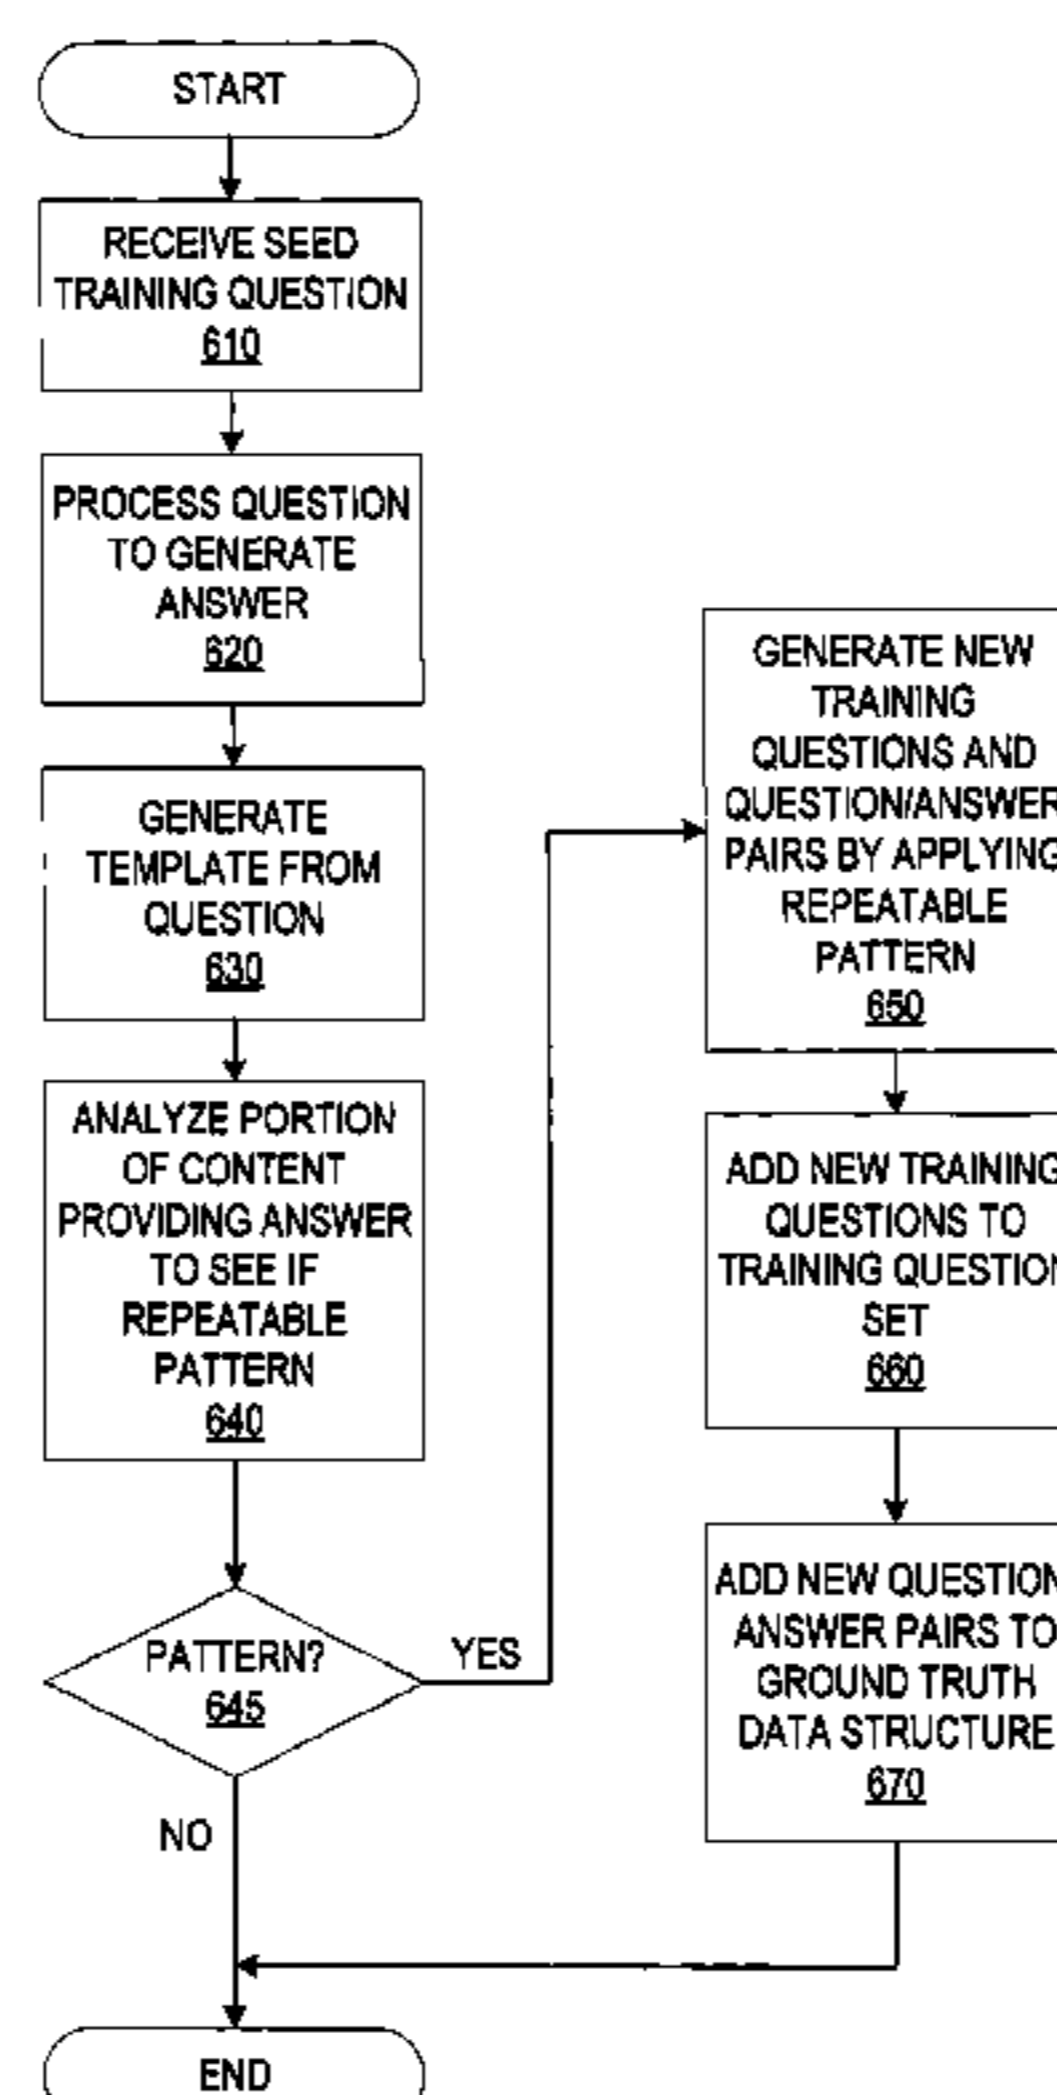 START
RECEIVE SEED
TRAINING QUESTION
610
PROCESS QUESTION
TO GENERATE
ANSWER
620
GENERATE
TEMPLATE FROM
QUESTION
630
ANALYZE PORTION
OF CONTENT
PROVIDING ANSWER
TO SEE IF
REPEATABLE
PATTERN
640
PATTERN?
645
YES
NO
END
GENERATE NEW
TRAINING
QUESTIONS AND
QUESTION/ANSWER
PAIRS BY APPLYING
REPEATABLE
PATTERN
650
ADD NEW TRAINING
QUESTIONS TO
TRAINING QUESTION
SET
660
ADD NEW QUESTION
ANSWER PAIRS TO
GROUND TRUTH
DATA STRUCTURE
670